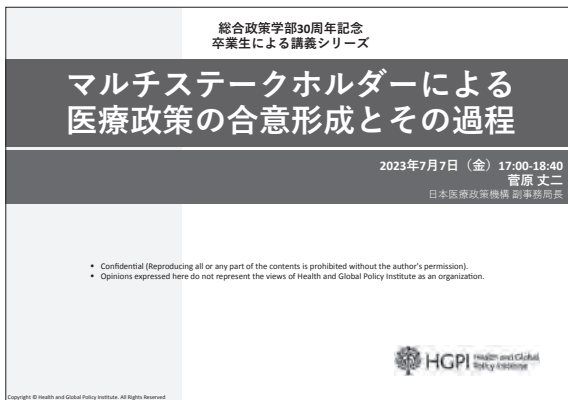 総合政策学部30周年記念
卒業生による講義シリーズ
マルチステークホルダーによる
医療政策の合意形成とその過程
2023年7月7日（金）17:00-18:40
菅原 丈二
日本医療政策機構 副事務局長
• Confidential (Reproducing all or any part of the contents is prohibited without the author's permission).
• Opinions expressed here do not represent the views of Health and Global Policy Institute as an organization.
HGPI Health and Global
Policy Institute
Copyright © Health and Global Policy Institute. All Rights Reserved